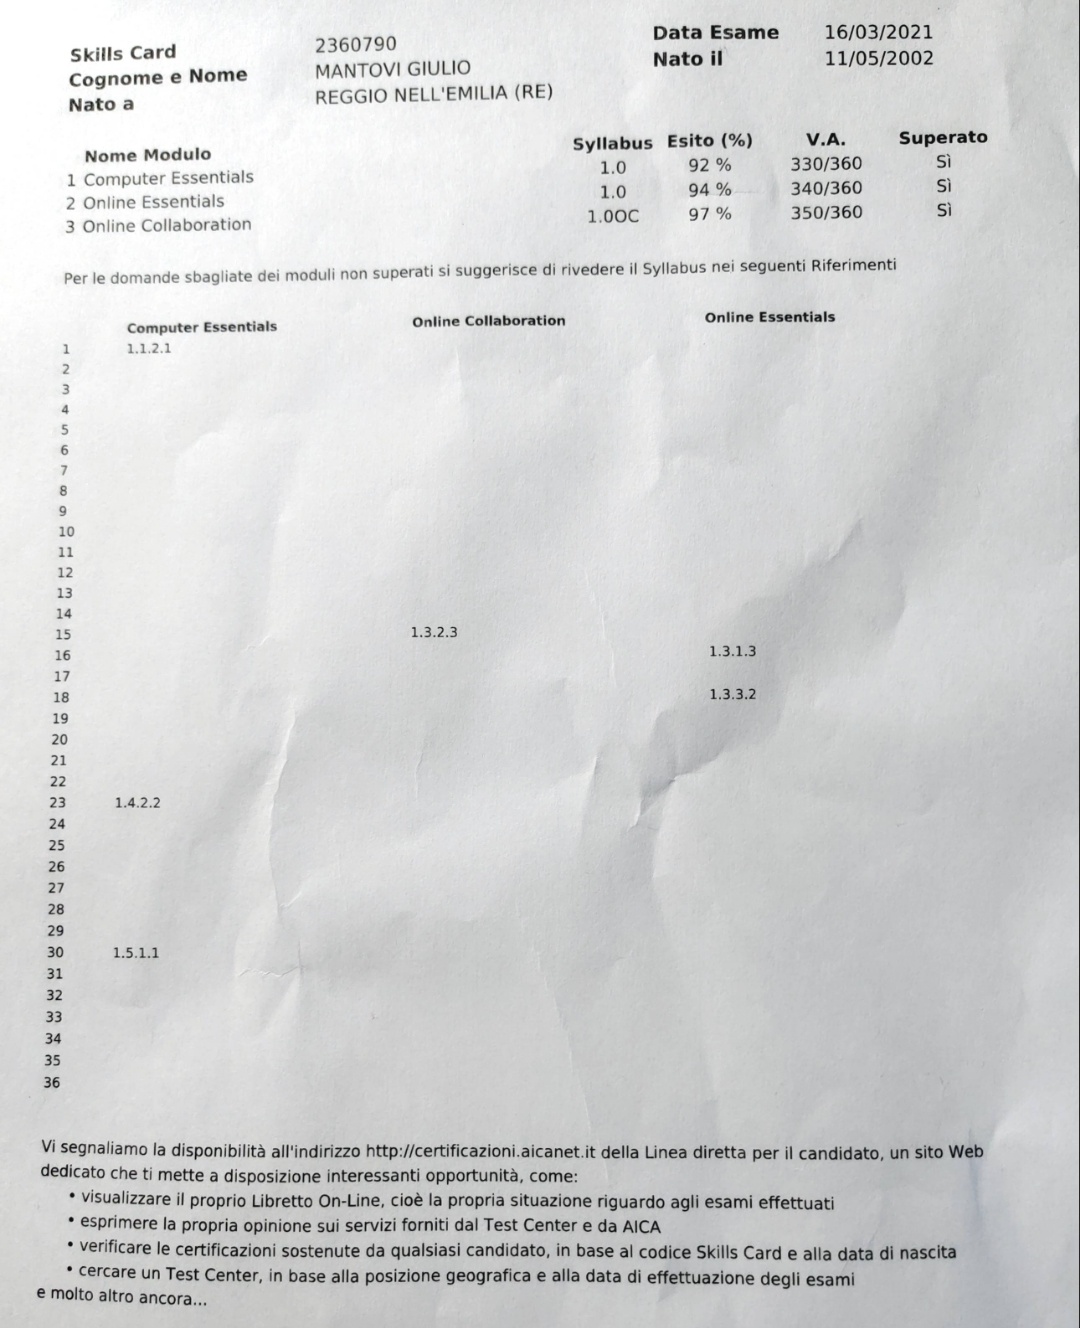 Skills Card 2360790 Data Esame 16/03/2021
Cognome e Nome MANTOVI GIULIO Nato il 11/05/2002
Nato a REGGIO NELL'EMILIA (RE)
Nome Modulo Syllabus Esito (%) V.A. Superato
1 Computer Essentials 1.0 92 % 330/360 Sì
2 Online Essentials 1.0 94 % 340/360 Sì
3 Online Collaboration 1.0OC 97 % 350/360 Sì
Per le domande sbagliate dei moduli non superati si suggerisce di rivedere il Syllabus nei seguenti Riferimenti
Computer Essentials Online Collaboration Online Essentials
1 1.1.2.1
2
3
4
5
6
7
8
9
10
11
12
13
14
15 1.3.2.3
16 1.3.1.3
17
18 1.3.3.2
19
20
21
22
23 1.4.2.2
24
25
26
27
28
29
30 1.5.1.1
31
32
33
34
35
36
Vi segnaliamo la disponibilità all'indirizzo http://certificazioni.aicanet.it della Linea diretta per il candidato, un sito Web
dedicato che ti mette a disposizione interessanti opportunità, come:
• visualizzare il proprio Libretto On-Line, cioè la propria situazione riguardo agli esami effettuati
• esprimere la propria opinione sui servizi forniti dal Test Center e da AICA
• verificare le certificazioni sostenute da qualsiasi candidato, in base al codice Skills Card e alla data di nascita
• cercare un Test Center, in base alla posizione geografica e alla data di effettuazione degli esami
e molto altro ancora...